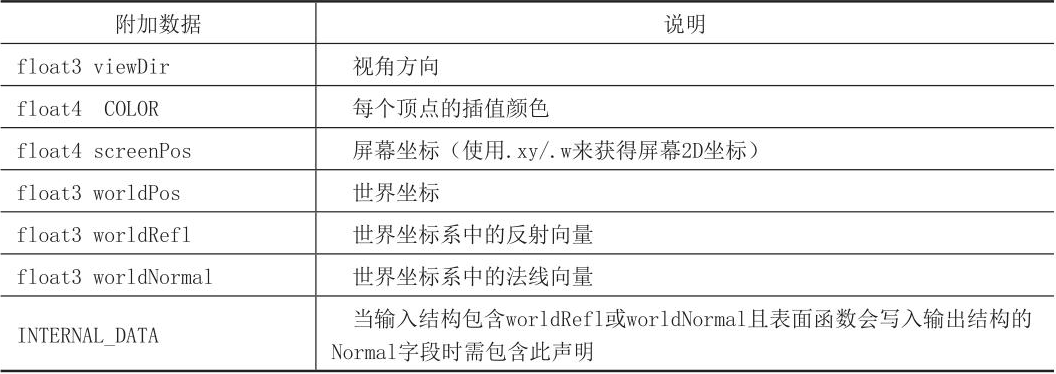 附加数据 说明
float3 viewDir 视角方向
float4 COLOR 每个顶点的插值颜色
float4 screenPos 屏幕坐标（使用.xy/.w来获得屏幕2D坐标）
float3 worldPos 世界坐标
float3 worldRefl 世界坐标系中的反射向量
float3 worldNormal 世界坐标系中的法线向量
INTERNAL_DATA 当输入结构包含worldRefl或worldNormal且表面函数会写入输出结构的
Normal字段时需包含此声明